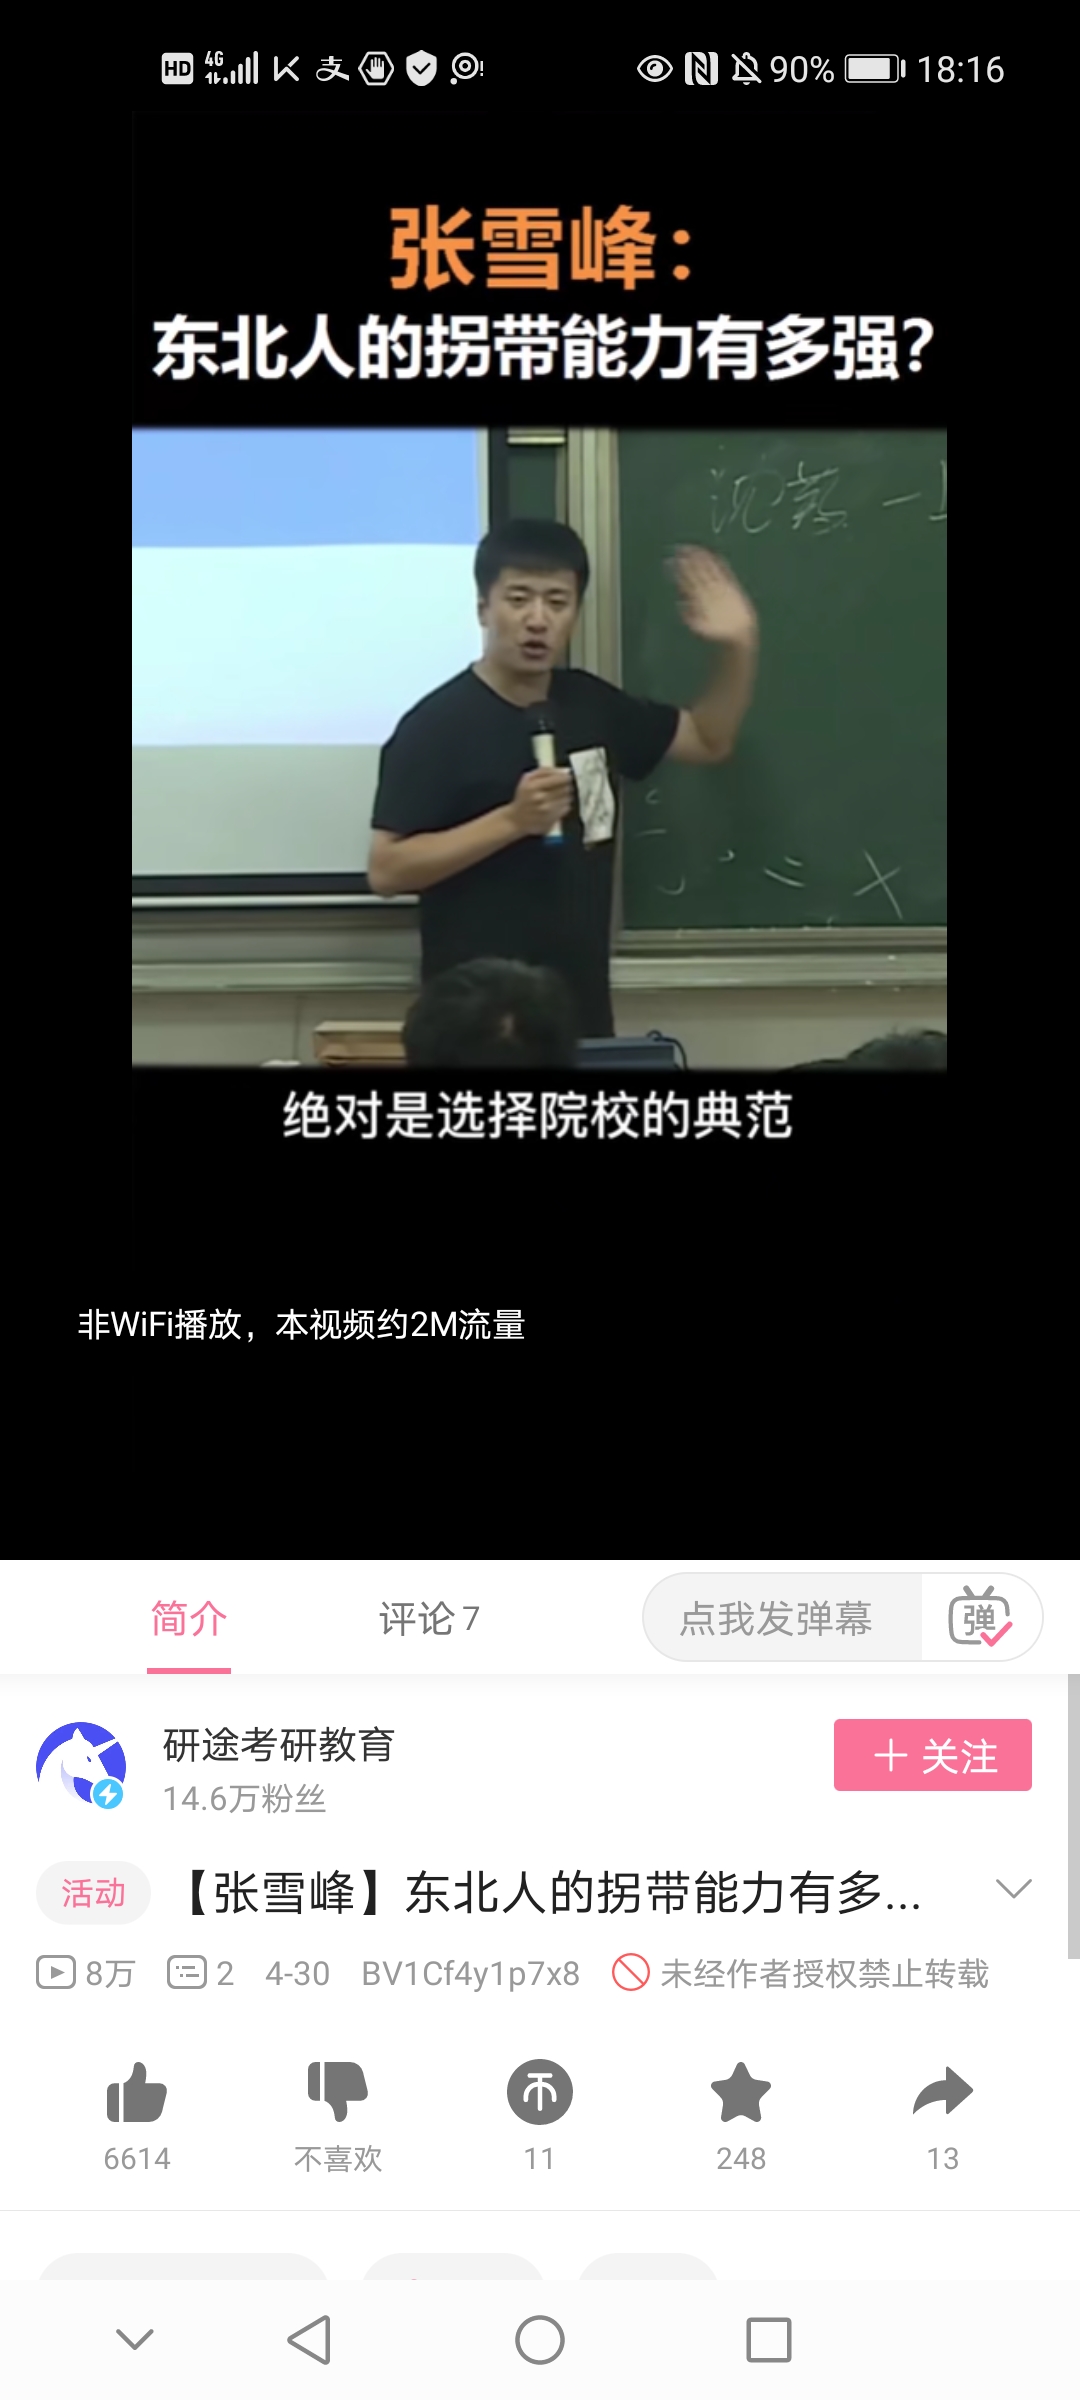 HD 4G 90% 18:16
张雪峰：
东北人的拐带能力有多强？
绝对是选择院校的典范
非WiFi播放，本视频约2M流量
简介 评论 7 点我发弹幕 弹
研途考研教育
14.6万粉丝
+ 关注
活动 【张雪峰】东北人的拐带能力有多...
8万 2 4-30 BV1Cf4y1p7x8 未经作者授权禁止转载
6614 不喜欢 11 248 13